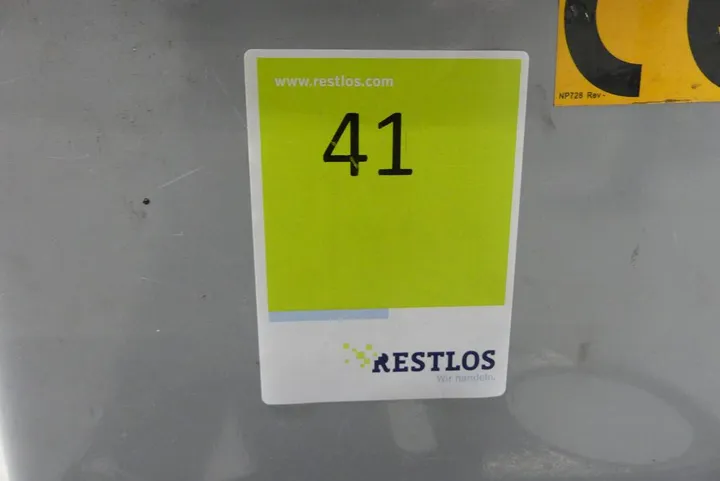 www.restlos.com
41
NP728 Rev -
RESTLOS
Wir handeln.